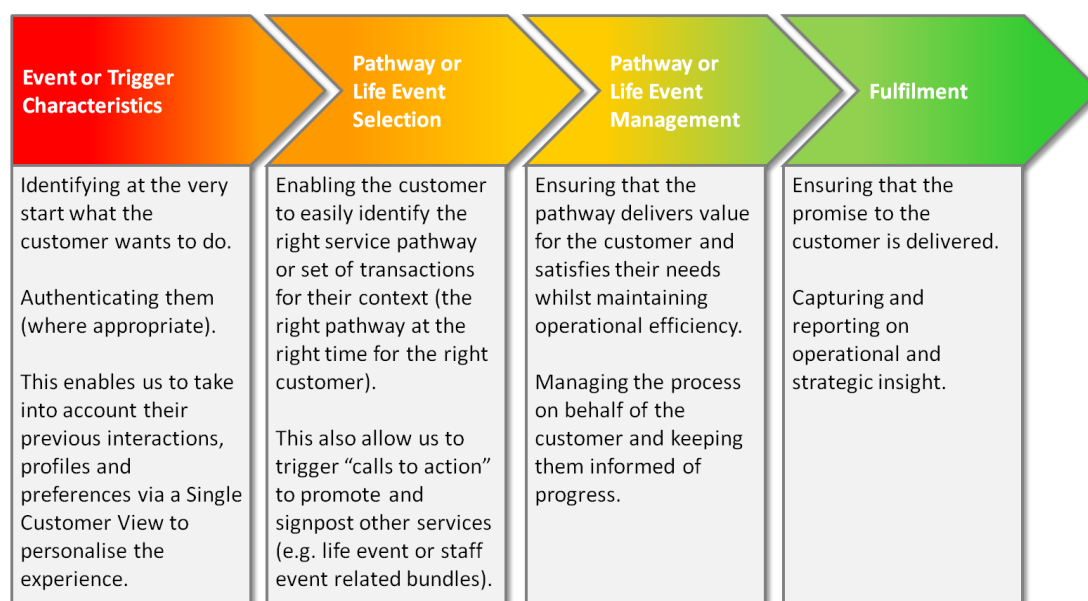 Event or Trigger
Characteristics
Pathway or
Life Event
Selection
Pathway or
Life Event
Management
Fulfilment
Identifying at the very
start what the
customer wants to do.
Authenticating them
(where appropriate).
This enables us to take
into account their
previous interactions,
profiles and
preferences via a Single
Customer View to
personalise the
experience.
Enabling the customer
to easily identify the
right service pathway
or set of transactions
for their context (the
right pathway at the
right time for the right
customer).
This also allow us to
trigger “calls to action”
to promote and
signpost other services
(e.g. life event or staff
event related bundles).
Ensuring that the
pathway delivers value
for the customer and
satisfies their needs
whilst maintaining
operational efficiency.
Managing the process
on behalf of the
customer and keeping
them informed of
progress.
Ensuring that the
promise to the
customer is delivered.
Capturing and
reporting on
operational and
strategic insight.